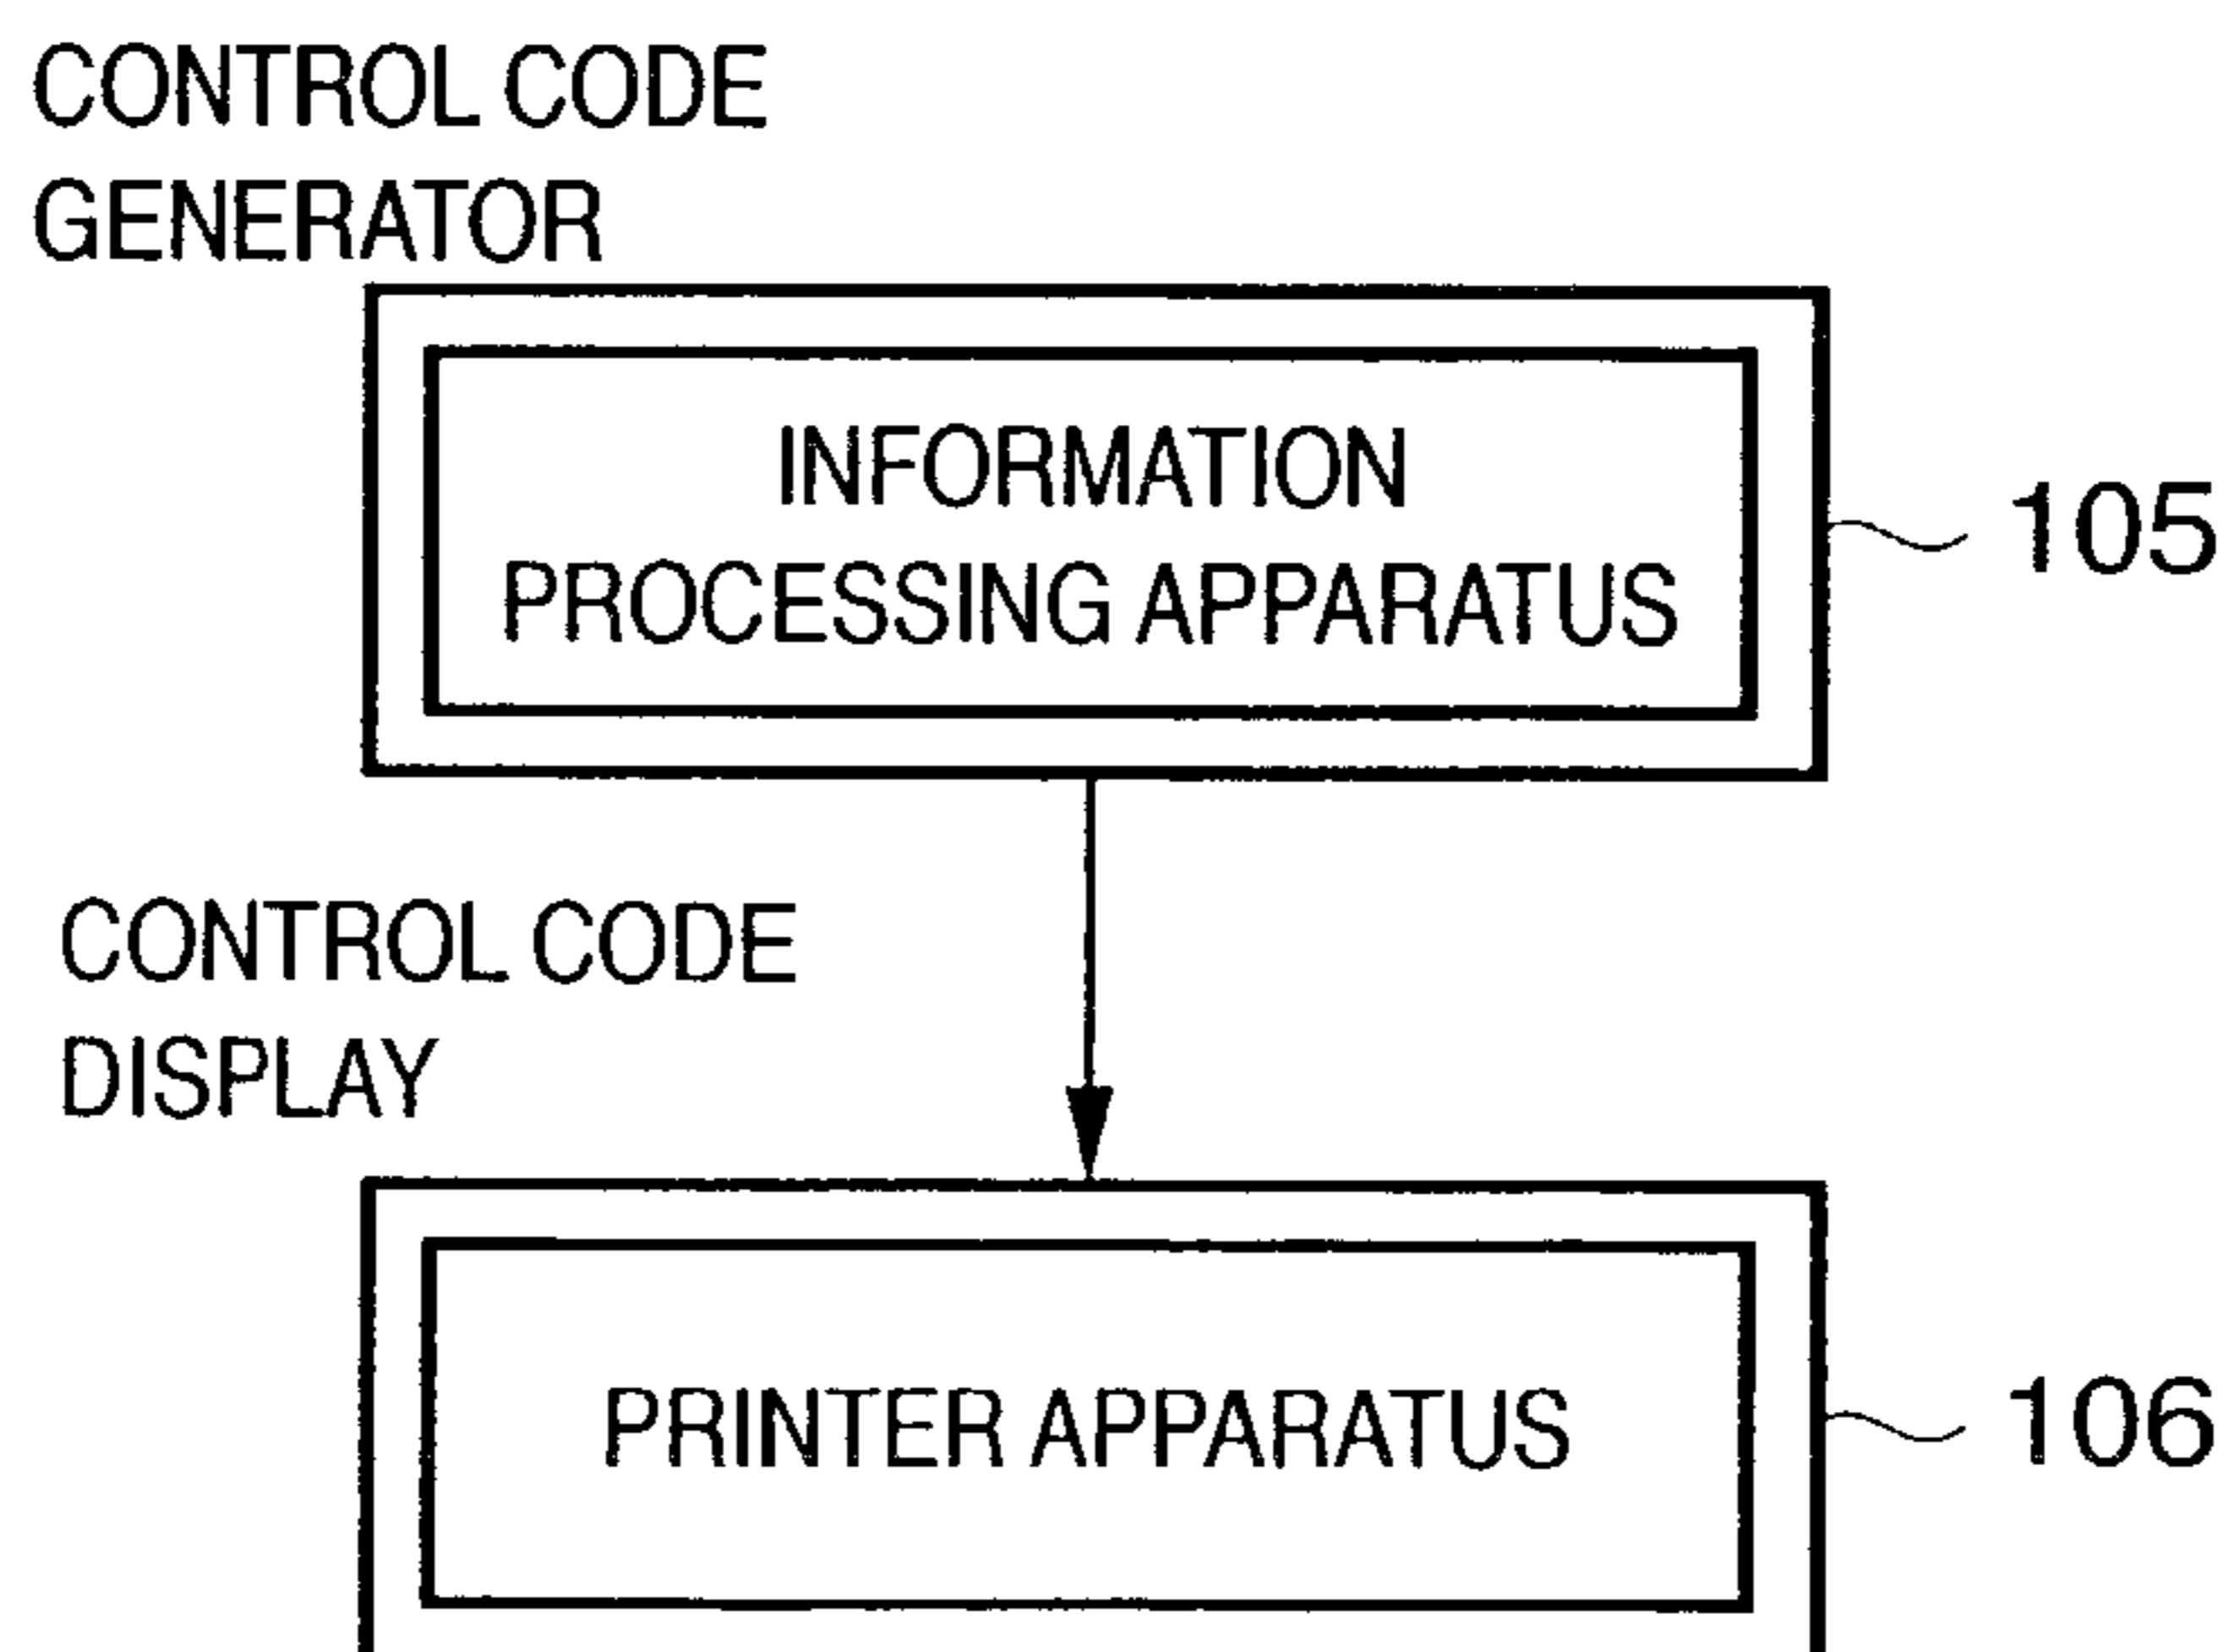 CONTROL CODE
GENERATOR
INFORMATION
PROCESSING APPARATUS
105
CONTROL CODE
DISPLAY
PRINTER APPARATUS
106